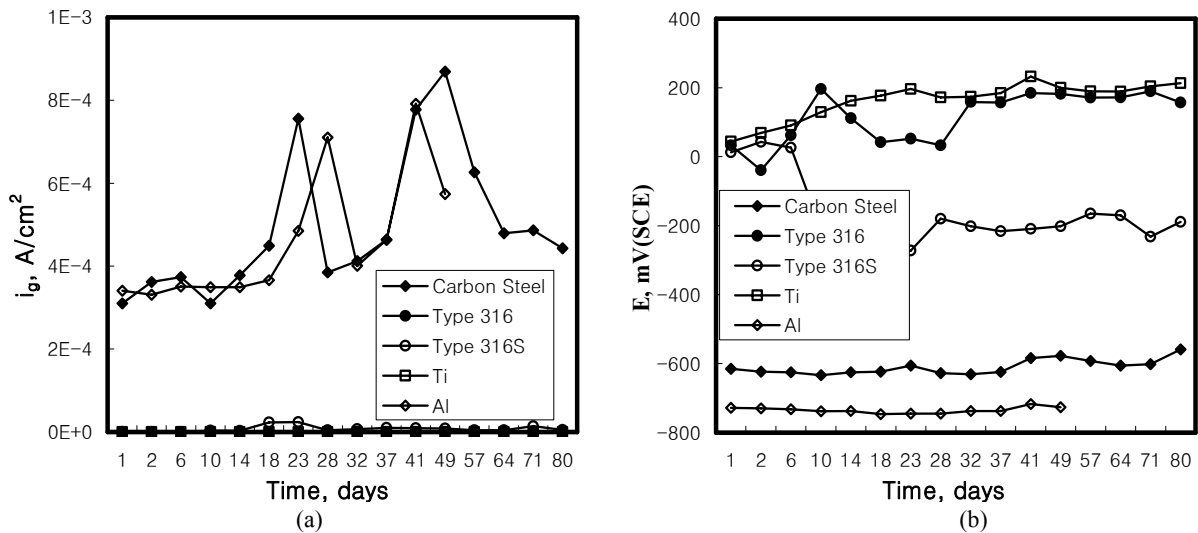 1E-3
8E-4
6E-4
4E-4
2E-4
0E+0
i_g, A/cm²
Carbon Steel
Type 316
Type 316S
Ti
Al
1 2 6 10 14 18 23 28 32 37 41 49 57 64 71 80
Time, days
(a)
400
200
0
−200
−400
−600
−800
E, mV(SCE)
Carbon Steel
Type 316
Type 316S
Ti
Al
1 2 6 10 14 18 23 28 32 37 41 49 57 64 71 80
Time, days
(b)